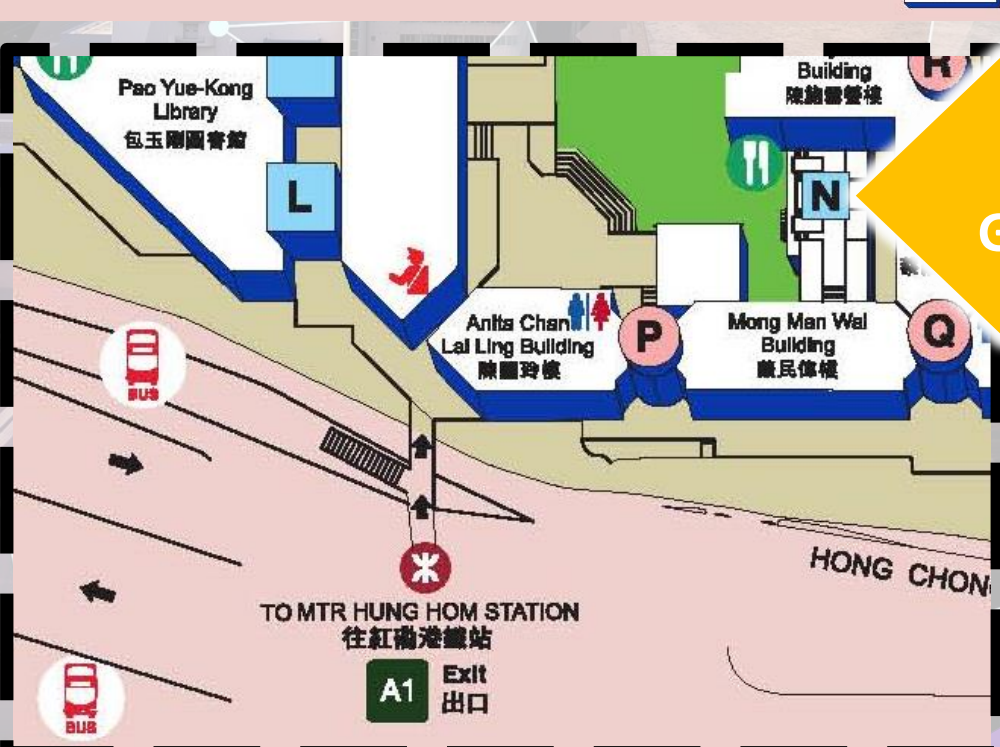 Pao Yue-Kong
Library
包玉剛圖書館
L
Building
R
N
G
Anita Chan
Lai Ling Building
陳麗玲樓
P
Mong Man Wai
Building
蒙民偉樓
Q
BUS
HONG CHON
TO MTR HUNG HOM STATION
往紅磡港鐵站
A1
Exit
出口
BUS